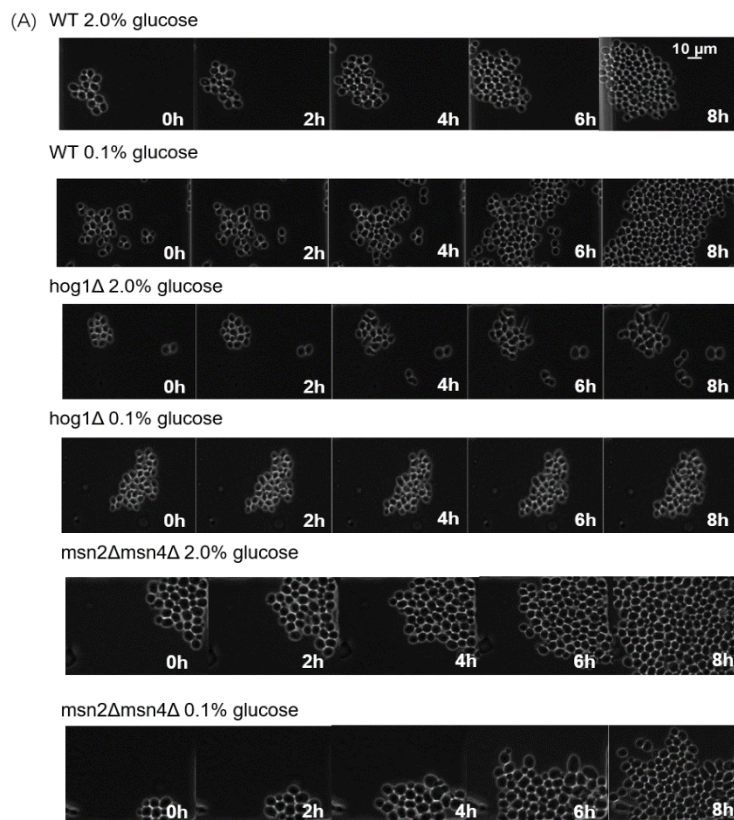 (A) WT 2.0% glucose
10 µm
0h 2h 4h 6h 8h
WT 0.1% glucose
0h 2h 4h 6h 8h
hog1Δ 2.0% glucose
0h 2h 4h 6h 8h
hog1Δ 0.1% glucose
0h 2h 4h 6h 8h
msn2Δmsn4Δ 2.0% glucose
0h 2h 4h 6h 8h
msn2Δmsn4Δ 0.1% glucose
0h 2h 4h 6h 8h